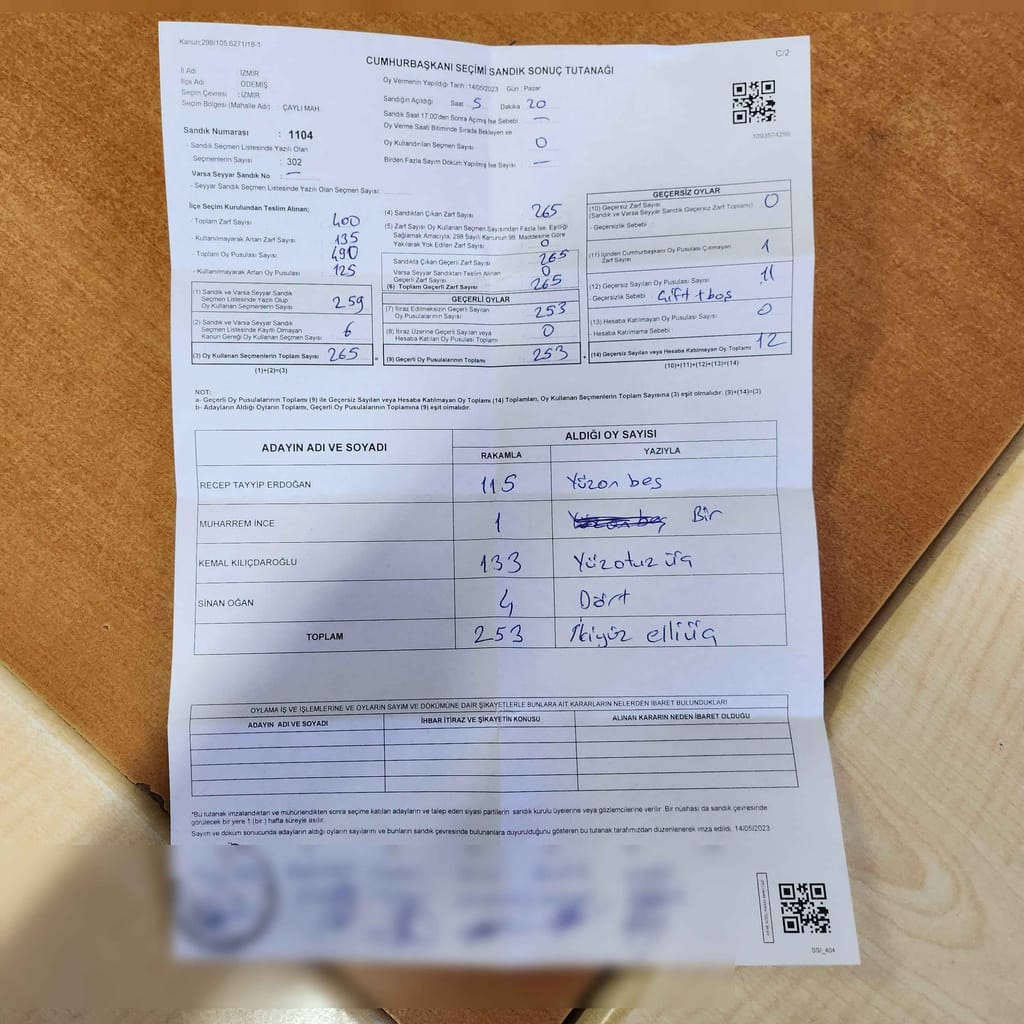 Kanun:298/105;6271/18-1
C/2
CUMHURBAŞKANI SEÇİMİ SANDIK SONUÇ TUTANAĞI
İl Adı : İZMİR
İlçe Adı : ÖDEMİŞ
Seçim Çevresi : İZMİR
Seçim Bölgesi (Mahalle Adı) : ÇAYLI MAH.
Sandık Numarası : 1104
- Sandık Seçmen Listesinde Yazılı Olan
Seçmenlerin Sayısı : 302
Varsa Seyyar Sandık No : —
- Seyyar Sandık Seçmen Listesinde Yazılı Olan Seçmen Sayısı:
Oy Vermenin Yapıldığı Tarih :14/05/2023 Gün : Pazar
Sandığın Açıldığı Saat 5 Dakika 20
Sandık Saat 17.00'den Sonra Açılmış İse Sebebi : —
Oy Verme Saati Bitiminde Sırada Bekleyen ve
Oy Kullandırılan Seçmen Sayısı : 0
Birden Fazla Sayım Döküm Yapılmış İse Sayısı : —
1093574299
İlçe Seçim Kurulundan Teslim Alınan;
- Toplam Zarf Sayısı : 400
- Kullanılmayarak Artan Zarf Sayısı : 135
- Toplam Oy Pusulası Sayısı : 490
- Kullanılmayarak Artan Oy Pusulası : 125
(1) Sandık ve Varsa Seyyar Sandık
Seçmen Listesinde Yazılı Olup
Oy Kullanan Seçmenlerin Sayısı : 259
(2) Sandık ve Varsa Seyyar Sandık
Seçmen Listesinde Kayıtlı Olmayan
Kanun Gereği Oy Kullanan Seçmen Sayısı : 6
(3) Oy Kullanan Seçmenlerin Toplam Sayısı : 265
(1)+(2)=(3)
(4) Sandıktan Çıkan Zarf Sayısı : 265
(5) Zarf Sayısı Oy Kullanan Seçmen Sayısından Fazla İse, Eşitliği
Sağlamak Amacıyla; 298 Sayılı Kanunun 98. Maddesine Göre
Yakılarak Yok Edilen Zarf Sayısı : 0
Sandıkta Çıkan Geçerli Zarf Sayısı : 265
Varsa Seyyar Sandıktan Teslim Alınan
Geçerli Zarf Sayısı : 0
(6) Toplam Geçerli Zarf Sayısı : 265
GEÇERLİ OYLAR
(7) İtiraz Edilmeksizin Geçerli Sayılan
Oy Pusulalarının Sayısı : 253
(8) İtiraz Üzerine Geçerli Sayılan veya
Hesaba Katılan Oy Pusulası Toplamı : 0
= (9) Geçerli Oy Pusulalarının Toplamı : 253
GEÇERSİZ OYLAR
(10) Geçersiz Zarf Sayısı : 0
(Sandık ve Varsa Seyyar Sandık Geçersiz Zarf Toplamı)
- Geçersizlik Sebebi :
(11) İçinden Cumhurbaşkanı Oy Pusulası Çıkmayan
Zarf Sayısı : 1
(12) Geçersiz Sayılan Oy Pusulası Sayısı : 11
- Geçersizlik Sebebi : Çift + boş
(13) Hesaba Katılmayan Oy Pusulası Sayısı : 0
- Hesaba Katılmama Sebebi :
+ (14) Geçersiz Sayılan veya Hesaba Katılmayan Oy Toplamı : 12
(10)+(11)+(12)+(13)=(14)
NOT:
a- Geçerli Oy Pusulalarının Toplamı (9) ile Geçersiz Sayılan veya Hesaba Katılmayan Oy Toplamı (14) Toplamları, Oy Kullanan Seçmenlerin Toplam Sayısına (3) eşit olmalıdır. (9)+(14)=(3)
b- Adayların Aldığı Oyların Toplamı, Geçerli Oy Pusulalarının Toplamına (9) eşit olmalıdır.
ADAYIN ADI VE SOYADI ALDIĞI OY SAYISI
RAKAMLA YAZIYLA
RECEP TAYYİP ERDOĞAN 115 Yüzon beş
MUHARREM İNCE 1 Yüzon beş Bir
KEMAL KILIÇDAROĞLU 133 Yüzotuz üç
SİNAN OĞAN 4 Dört
TOPLAM 253 İkiyüz elliüç
OYLAMA İŞ VE İŞLEMLERİNE VE OYLARIN SAYIM VE DÖKÜMÜNE DAİR ŞİKAYETLERLE BUNLARA AİT KARARLARIN NELERDEN İBARET BULUNDUKLARI
ADAYIN ADI VE SOYADI İHBAR İTİRAZ VE ŞİKAYETİN KONUSU ALINAN KARARIN NEDEN İBARET OLDUĞU
*Bu tutanak imzalandıktan ve mühürlendikten sonra seçime katılan adayların ve talep eden siyasi partilerin sandık kurulu üyelerine veya gözlemcilerine verilir. Bir nüshası da sandık çevresinde
görülecek bir yere 1 (bir) hafta süreyle asılır.
Sayım ve döküm sonucunda adayların aldığı oyların sayılarını ve bunların sandık çevresinde bulunanlara duyurulduğunu gösteren bu tutanak tarafımızdan düzenlenerek imza edildi. 14/05/2023